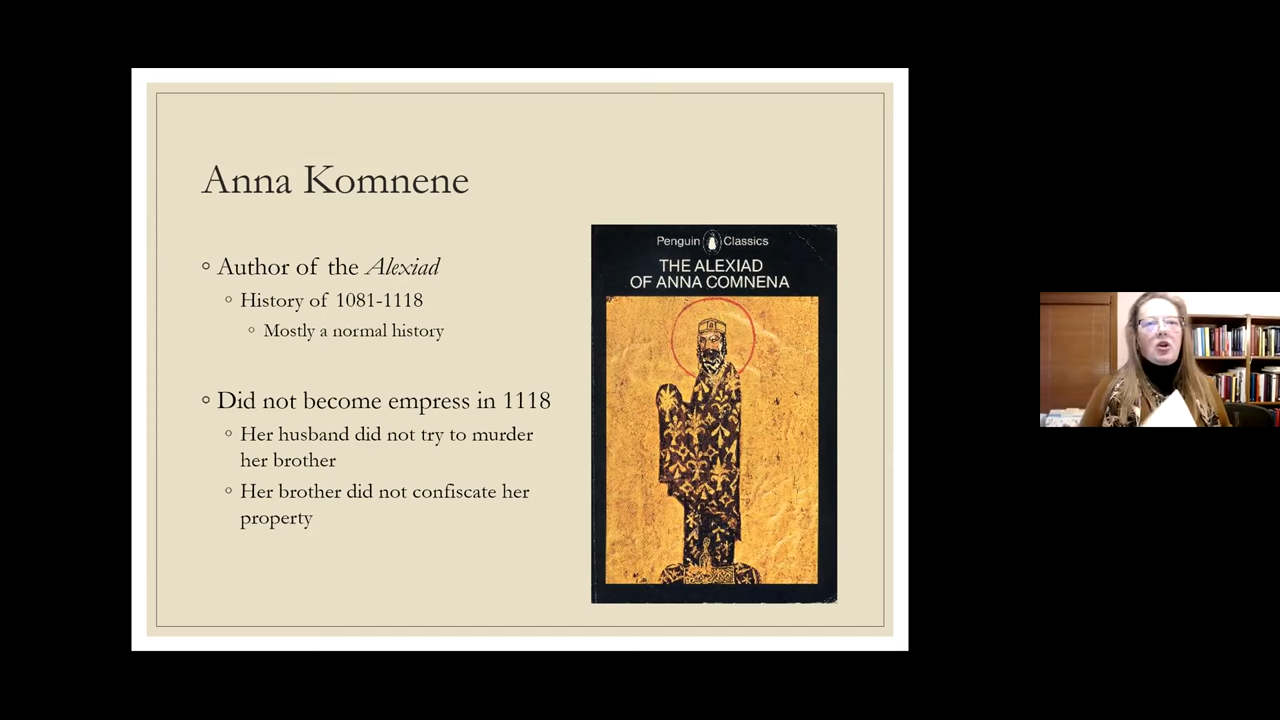 Anna Komnene
◦ Author of the Alexiad
◦ History of 1081-1118
◦ Mostly a normal history
◦ Did not become empress in 1118
◦ Her husband did not try to murder
her brother
◦ Her brother did not confiscate her
property
Penguin Classics
THE ALEXIAD
OF ANNA COMNENA